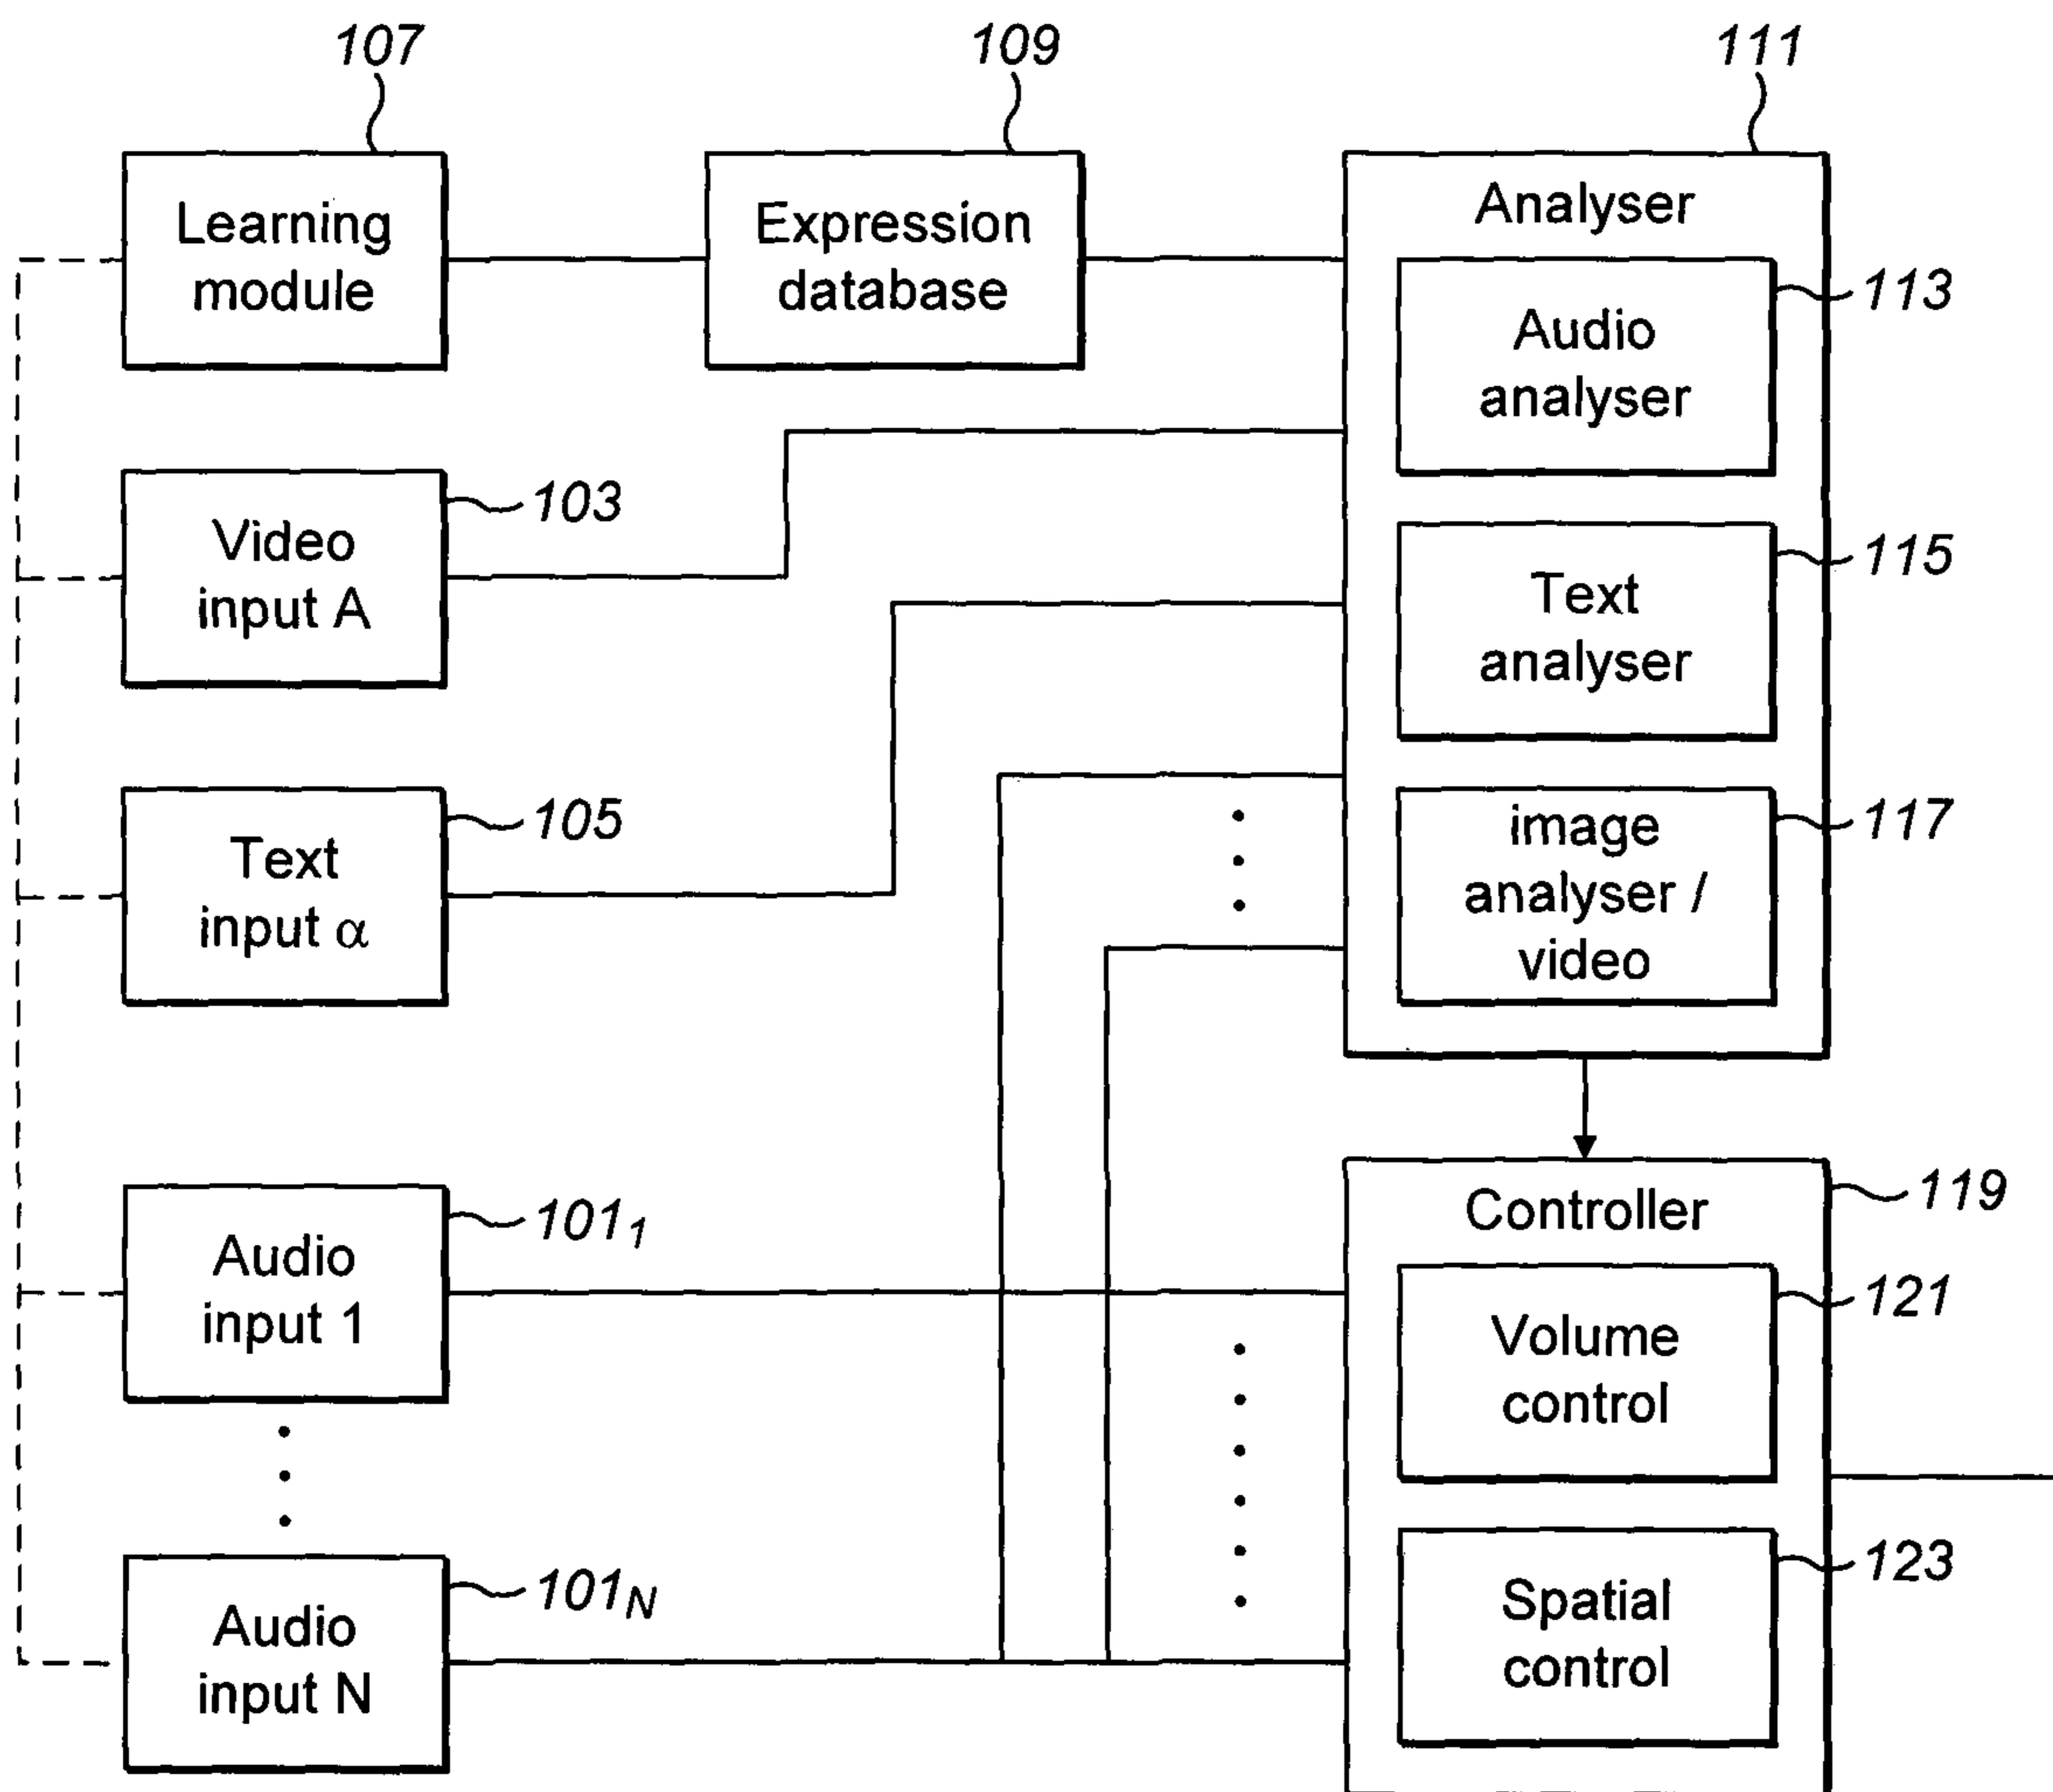 107
109
111
Learning
module
Expression
database
Analyser
Audio
analyser
113
Video
input A
103
Text
analyser
115
Text
input α
105
image
analyser /
video
117
Audio
input 1
101₁
Controller
119
Volume
control
121
Audio
input N
101ₙ
Spatial
control
123